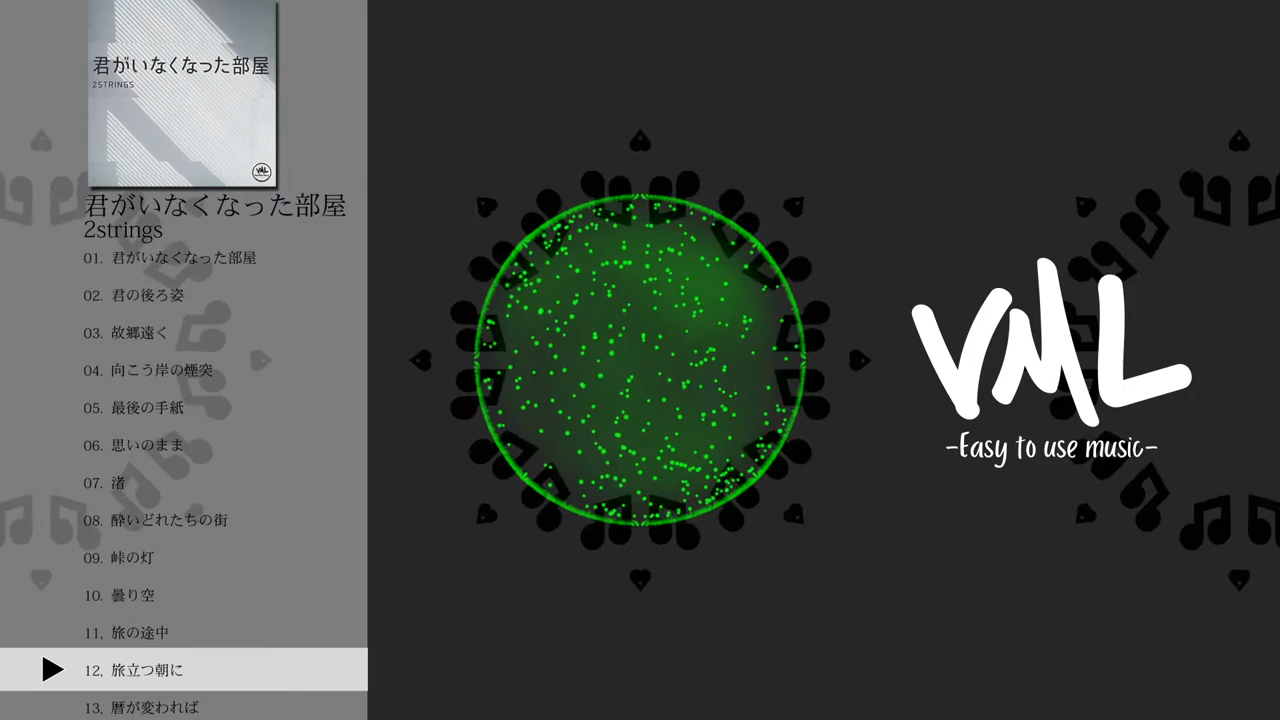 君がいなくなった部屋
2STRINGS
VML
君がいなくなった部屋
2strings
01. 君がいなくなった部屋
02. 君の後ろ姿
03. 故郷遠く
04. 向こう岸の煙突
05. 最後の手紙
06. 思いのまま
07. 渚
08. 酔いどれたちの街
09. 峠の灯
10. 曇り空
11, 旅の途中
12, 旅立つ朝に
13, 暦が変われば
VML
-Easy to use music-